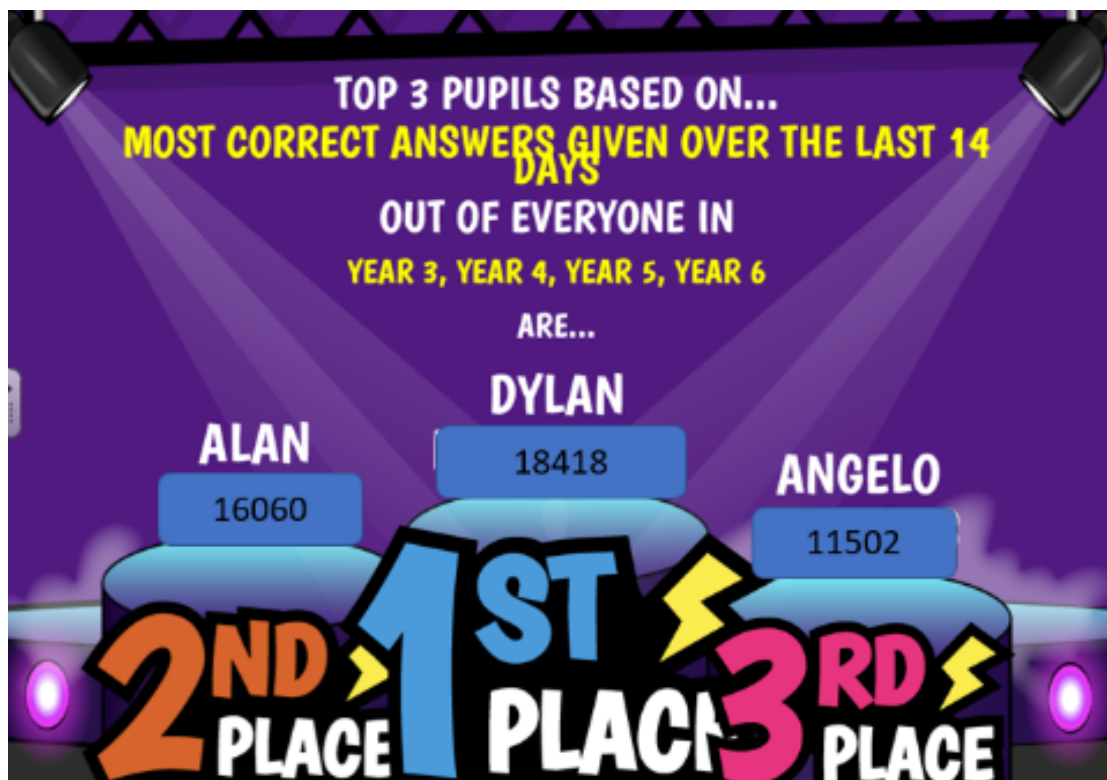 TOP 3 PUPILS BASED ON...
MOST CORRECT ANSWERS GIVEN OVER THE LAST 14
DAYS
OUT OF EVERYONE IN
YEAR 3, YEAR 4, YEAR 5, YEAR 6
ARE...
DYLAN
18418
ALAN
16060
ANGELO
11502
1ST
PLACE
2ND
PLACE
3RD
PLACE